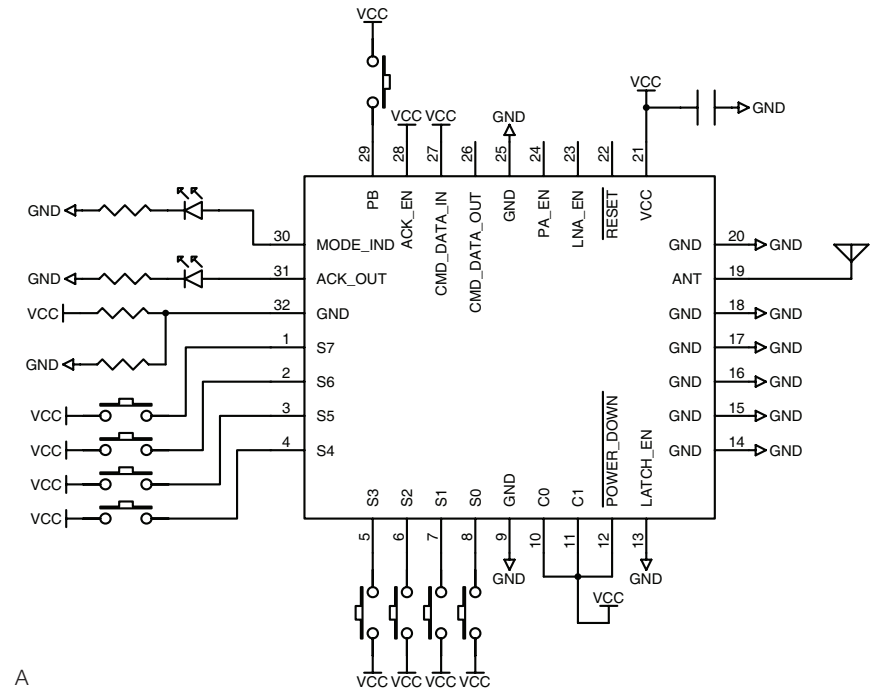 VCC
VCC
VCC
VCC
GND
GND
29
28
27
26
25
24
23
22
21
PB
ACK_EN
CMD_DATA_IN
CMD_DATA_OUT
GND
PA_EN
LNA_EN
RESET
VCC
GND
30
MODE_IND
GND
20
GND
GND
31
ACK_OUT
ANT
19
VCC
32
GND
GND
18
GND
GND
1
S7
GND
17
GND
2
S6
GND
16
GND
VCC
3
S5
GND
15
GND
VCC
4
S4
GND
14
GND
VCC
VCC
S3
S2
S1
S0
GND
C0
C1
POWER_DOWN
LATCH_EN
5
6
7
8
9
10
11
12
13
GND
GND
VCC
A
VCC
VCC
VCC
VCC